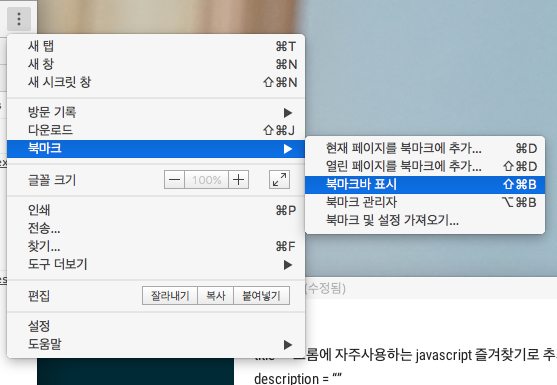 새 탭 ⌘T
새 창 ⌘N
새 시크릿 창 ⇧⌘N
방문 기록 ▶
다운로드 ⇧⌘J
북마크 ▶
글꼴 크기 − 100% +
인쇄 ⌘P
전송...
찾기... ⌘F
도구 더보기 ▶
편집 잘라내기 복사 붙여넣기
설정
도움말 ▶
현재 페이지를 북마크에 추가... ⌘D
열린 페이지를 북마크에 추가... ⇧⌘D
북마크바 표시 ⇧⌘B
북마크 관리자 ⌥⌘B
북마크 및 설정 가져오기...
(수정됨)
자주사용하는 javascript 즐겨찾기로
description = “”